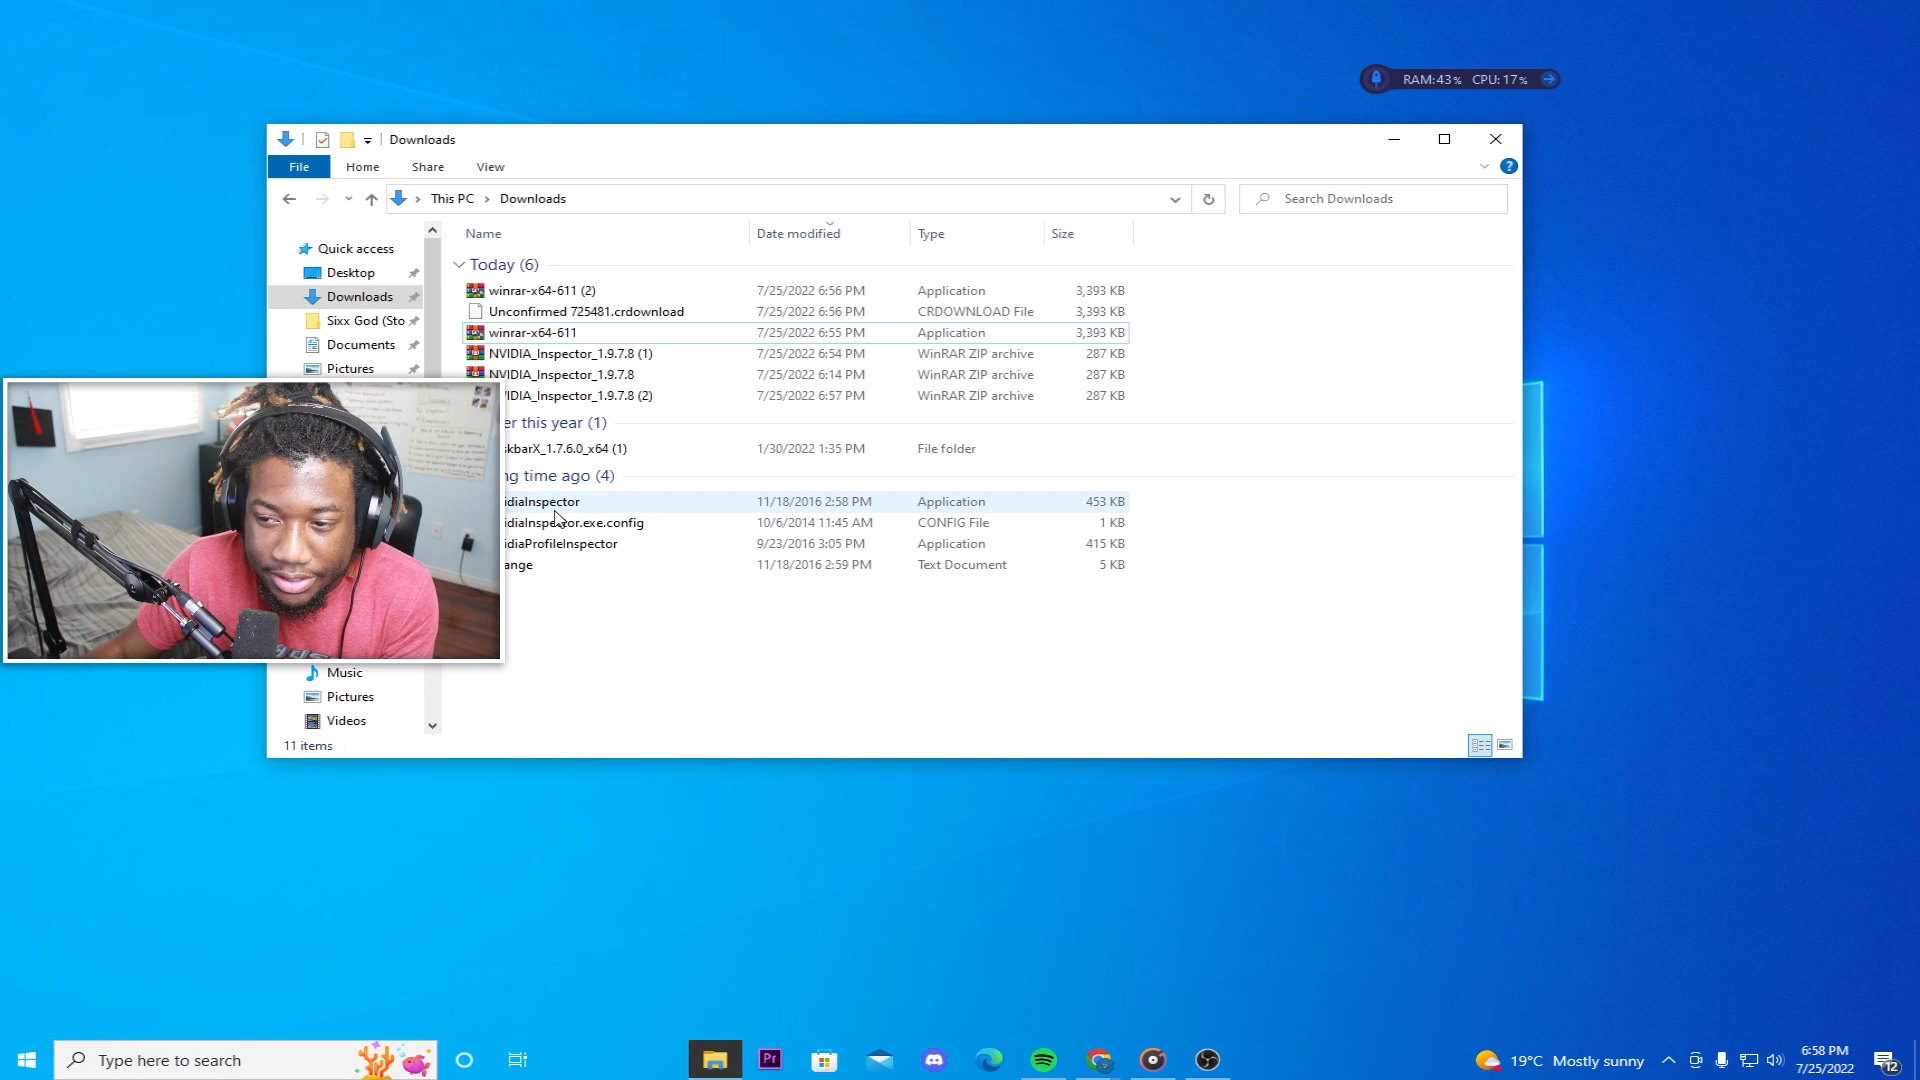 RAM:43% CPU:17%
Downloads
File Home Share View
This PC > Downloads
Search Downloads
Name Date modified Type Size
Quick access
Desktop
Downloads
Sixx God (Sto
Documents
Pictures
Today (6)
winrar-x64-611 (2) 7/25/2022 6:56 PM Application 3,393 KB
Unconfirmed 725481.crdownload 7/25/2022 6:56 PM CRDOWNLOAD File 3,393 KB
winrar-x64-611 7/25/2022 6:55 PM Application 3,393 KB
NVIDIA_Inspector_1.9.7.8 (1) 7/25/2022 6:54 PM WinRAR ZIP archive 287 KB
NVIDIA_Inspector_1.9.7.8 7/25/2022 6:14 PM WinRAR ZIP archive 287 KB
VIDIA_Inspector_1.9.7.8 (2) 7/25/2022 6:57 PM WinRAR ZIP archive 287 KB
er this year (1)
skbarX_1.7.6.0_x64 (1) 1/30/2022 1:35 PM File folder
ng time ago (4)
idiaInspector 11/18/2016 2:58 PM Application 453 KB
idiaInspector.exe.config 10/6/2014 11:45 AM CONFIG File 1 KB
idiaProfileInspector 9/23/2016 3:05 PM Application 415 KB
ange 11/18/2016 2:59 PM Text Document 5 KB
Music
Pictures
Videos
11 items
Type here to search
Pr
19°C Mostly sunny
6:58 PM
7/25/2022
12